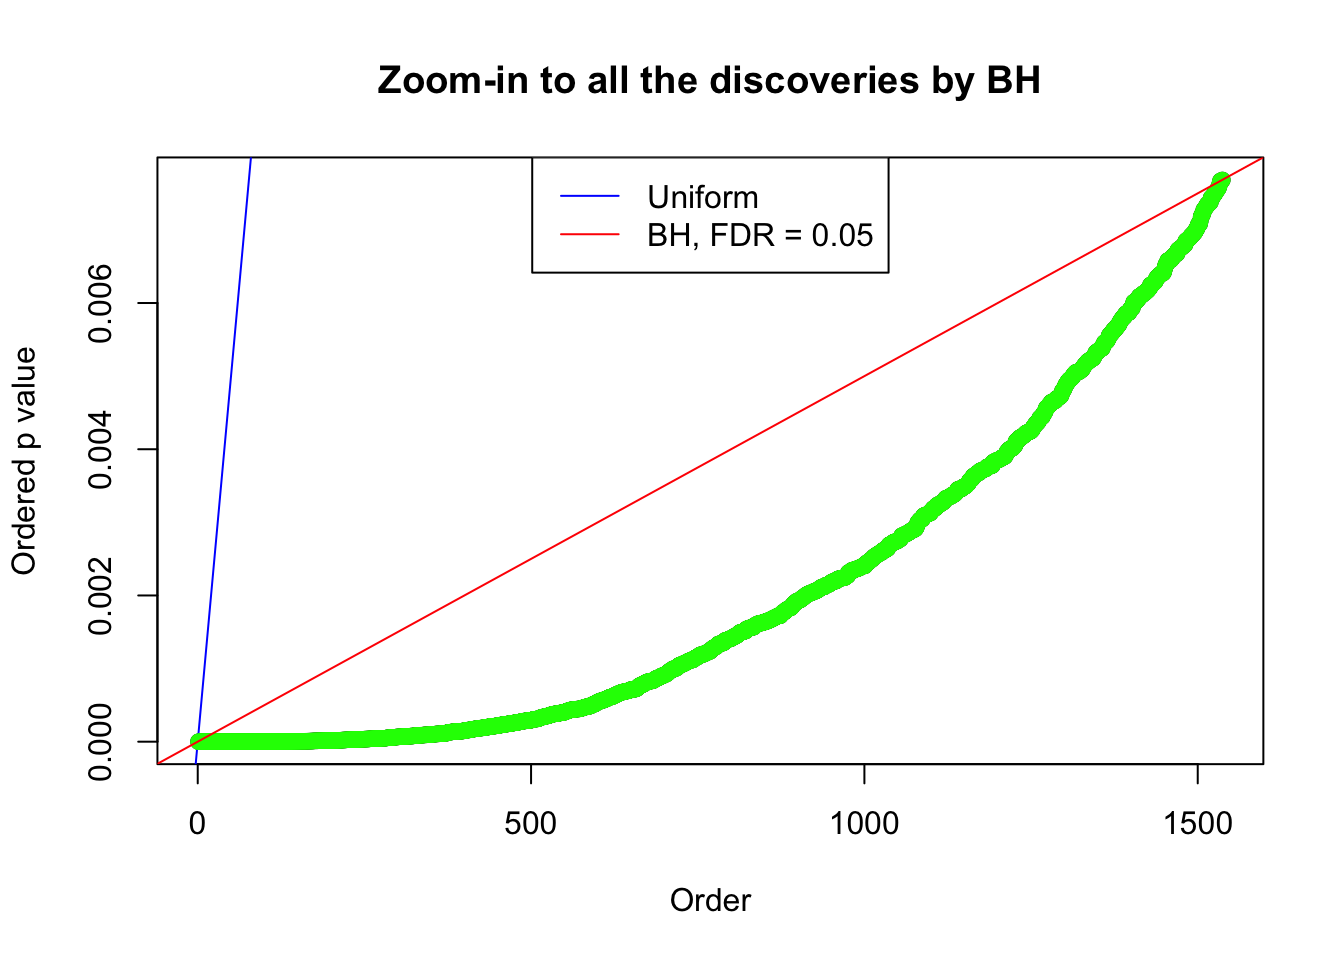 Zoom-in to all the discoveries by BH
Uniform
BH, FDR = 0.05
Ordered p value
0.006
0.004
0.002
0.000
0
500
1000
1500
Order